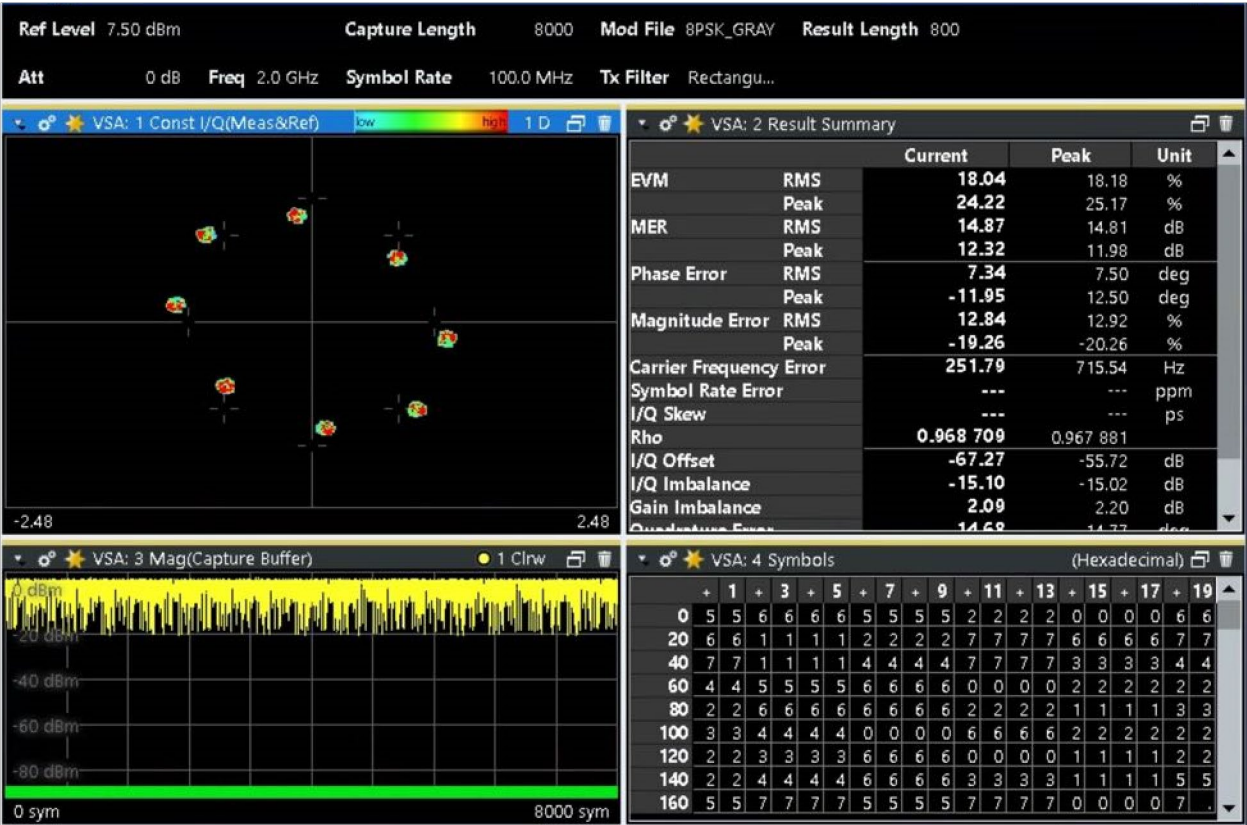 Ref Level 7.50 dBm Capture Length 8000 Mod File 8PSK_GRAY Result Length 800
Att 0 dB Freq 2.0 GHz Symbol Rate 100.0 MHz Tx Filter Rectangu...
VSA: 1 Const I/Q(Meas&Ref) low high 1 D
-2.48 2.48
VSA: 2 Result Summary
Current Peak Unit
EVM RMS 18.04 18.18 %
Peak 24.22 25.17 %
MER RMS 14.87 14.81 dB
Peak 12.32 11.98 dB
Phase Error RMS 7.34 7.50 deg
Peak -11.95 12.50 deg
Magnitude Error RMS 12.84 12.92 %
Peak -19.26 -20.26 %
Carrier Frequency Error 251.79 715.54 Hz
Symbol Rate Error --- --- ppm
I/Q Skew --- --- ps
Rho 0.968 709 0.967 881
I/Q Offset -67.27 -55.72 dB
I/Q Imbalance -15.10 -15.02 dB
Gain Imbalance 2.09 2.20 dB
Quadrature Error 14.68 14.77 deg
VSA: 3 Mag(Capture Buffer) 1 Clrw
0 dBm
-20 dBm
-40 dBm
-60 dBm
-80 dBm
0 sym 8000 sym
VSA: 4 Symbols (Hexadecimal)
+ 1 + 3 + 5 + 7 + 9 + 11 + 13 + 15 + 17 + 19
0 5 5 6 6 6 6 5 5 5 5 2 2 2 2 0 0 0 0 6 6
20 6 6 1 1 1 1 2 2 2 2 7 7 7 7 6 6 6 6 7 7
40 7 7 1 1 1 1 4 4 4 4 7 7 7 7 3 3 3 3 4 4
60 4 4 5 5 5 5 6 6 6 6 0 0 0 0 2 2 2 2 2 2
80 2 2 6 6 6 6 6 6 6 6 2 2 2 2 1 1 1 1 3 3
100 3 3 4 4 4 4 0 0 0 0 6 6 6 6 2 2 2 2 2 2
120 2 2 3 3 3 3 6 6 6 6 0 0 0 0 1 1 1 1 2 2
140 2 2 4 4 4 4 6 6 6 6 3 3 3 3 1 1 1 1 5 5
160 5 5 7 7 7 7 5 5 5 5 7 7 7 7 0 0 0 0 7 .